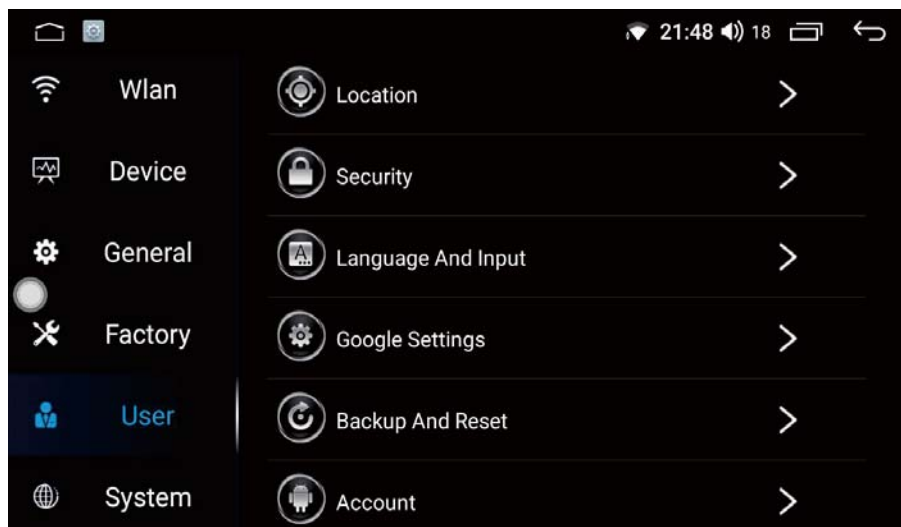 21:48 18
Wlan
Device
General
Factory
User
System
Location
Security
Language And Input
Google Settings
Backup And Reset
Account